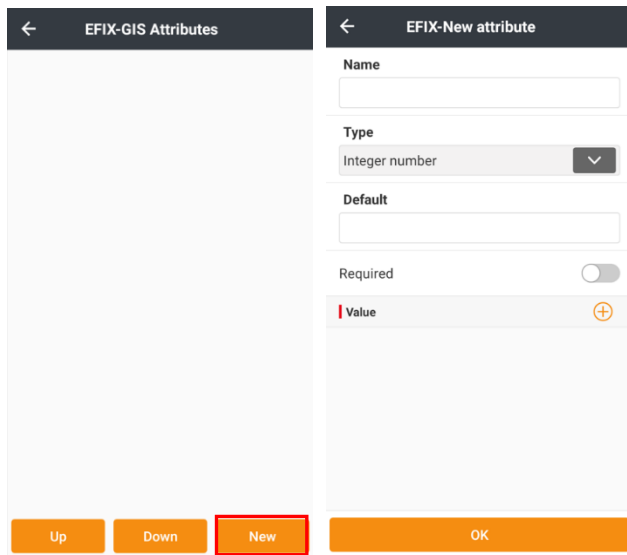 EFIX-GIS Attributes
Up
Down
New
EFIX-New attribute
Name
Type
Integer number
Default
Required
Value
OK